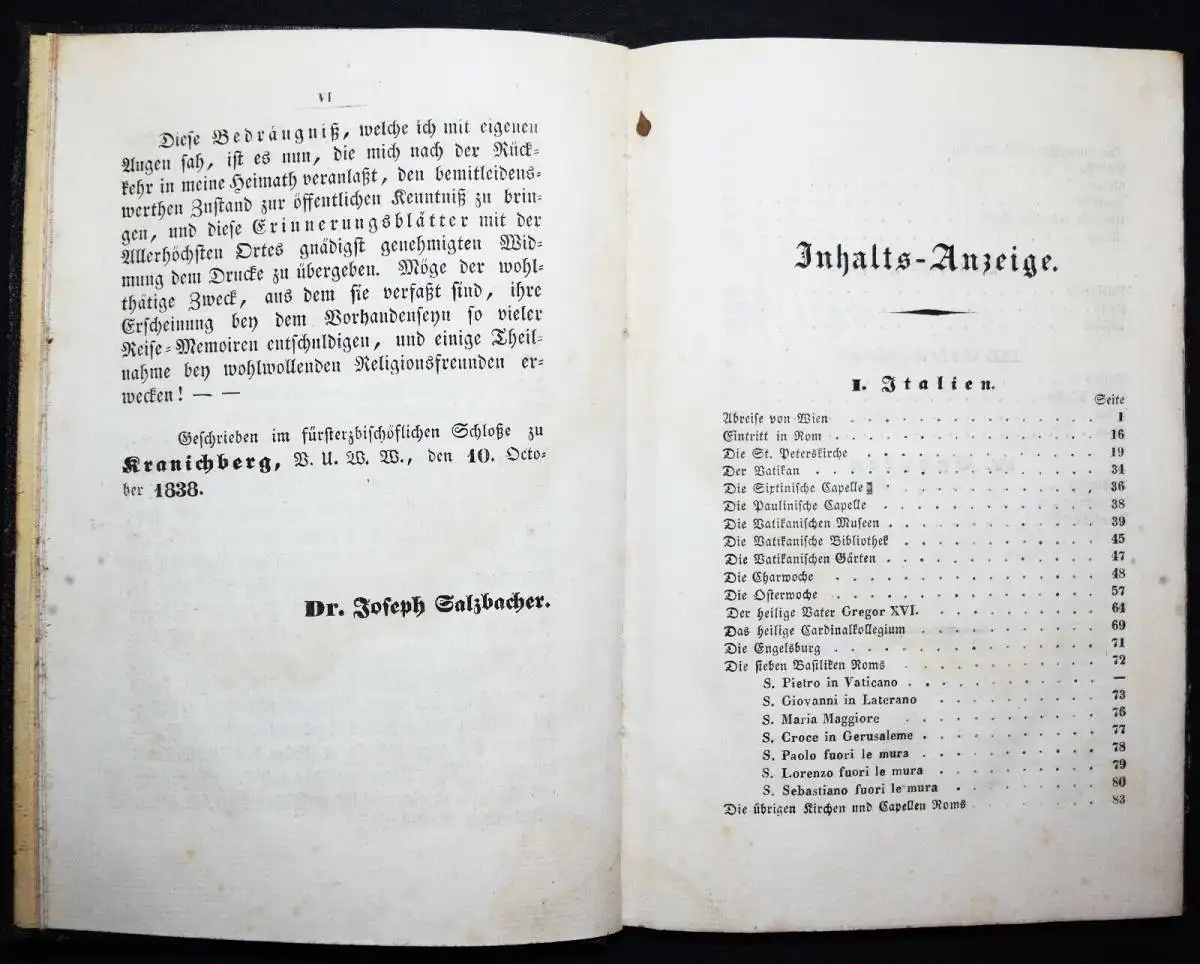 VI
Diese Bedrängniß, welche ich mit eigenen
Augen sah, ist es nun, die mich nach der Rück-
kehr in meine Heimath veranlaßt, den bemitleidens-
werthen Zustand zur öffentlichen Kenntniß zu brin-
gen, und diese Erinnerungsblätter mit der
Allerhöchsten Ortes gnädigst genehmigten Wid-
mung dem Drucke zu übergeben. Möge der wohl-
thätige Zweck, aus dem sie verfaßt sind, ihre
Erscheinung bey dem Vorhandenseyn so vieler
Reise-Memoiren entschuldigen, und einige Theil-
nahme bey wohlwollenden Religionsfreunden er-
wecken! — —
Geschrieben im fürsterzbischöflichen Schloße zu
Kranichberg, V. U. W. W., den 10. Octo-
ber 1838.
Dr. Joseph Salzbacher.
Inhalts-Anzeige.
I. Italien.
Seite
Abreise von Wien . . . . . . . . . . . . 1
Eintritt in Rom . . . . . . . . . . . . 16
Die St. Peterskirche . . . . . . . . . . . . 19
Der Vatikan . . . . . . . . . . . . 34
Die Sixtinische Capelle . . . . . . . . . . . . 36
Die Paulinische Capelle . . . . . . . . . . . . 38
Die Vatikanischen Museen . . . . . . . . . . . . 39
Die Vatikanische Bibliothek . . . . . . . . . . . . 45
Die Vatikanischen Gärten . . . . . . . . . . . . 47
Die Charwoche . . . . . . . . . . . . 48
Die Osterwoche . . . . . . . . . . . . 57
Der heilige Vater Gregor XVI. . . . . . . . . . . . 64
Das heilige Cardinalkollegium . . . . . . . . . . . 69
Die Engelsburg . . . . . . . . . . . . 71
Die sieben Basiliken Roms . . . . . . . . . . . . 72
S. Pietro in Vaticano . . . . . . . . . . . —
S. Giovanni in Laterano . . . . . . . . . . 73
S. Maria Maggiore . . . . . . . . . . . 76
S. Croce in Gerusaleme . . . . . . . . . . . 77
S. Paolo fuori le mura . . . . . . . . . . . 78
S. Lorenzo fuori le mura . . . . . . . . . . 79
S. Sebastiano fuori le mura . . . . . . . . . 80
Die übrigen Kirchen und Capellen Roms . . . . . . . . 83